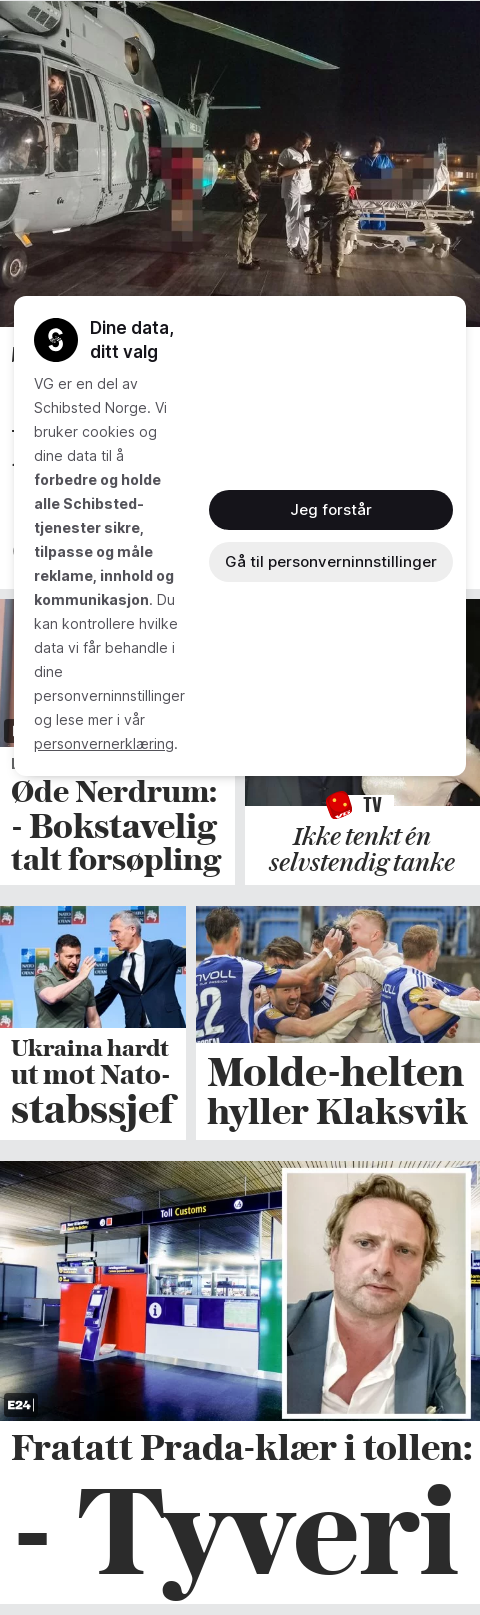 Dine data,
ditt valg
VG er en del av
Schibsted Norge. Vi
bruker cookies og
dine data til å
forbedre og holde
alle Schibsted-
tjenester sikre,
tilpasse og måle
reklame, innhold og
kommunikasjon. Du
kan kontrollere hvilke
data vi får behandle i
dine
personverninnstillinger
og lese mer i vår
personvernerklæring.
Jeg forstår
Gå til personverninnstillinger
Øde Nerdrum:
- Bokstavelig
talt forsøpling
TV
Ikke tenkt én
selvstendig tanke
Ukraina hardt
ut mot Nato-
stabssjef
Molde-helten
hyller Klaksvik
Toll Customs
E24
Fratatt Prada-klær i tollen:
- Tyveri